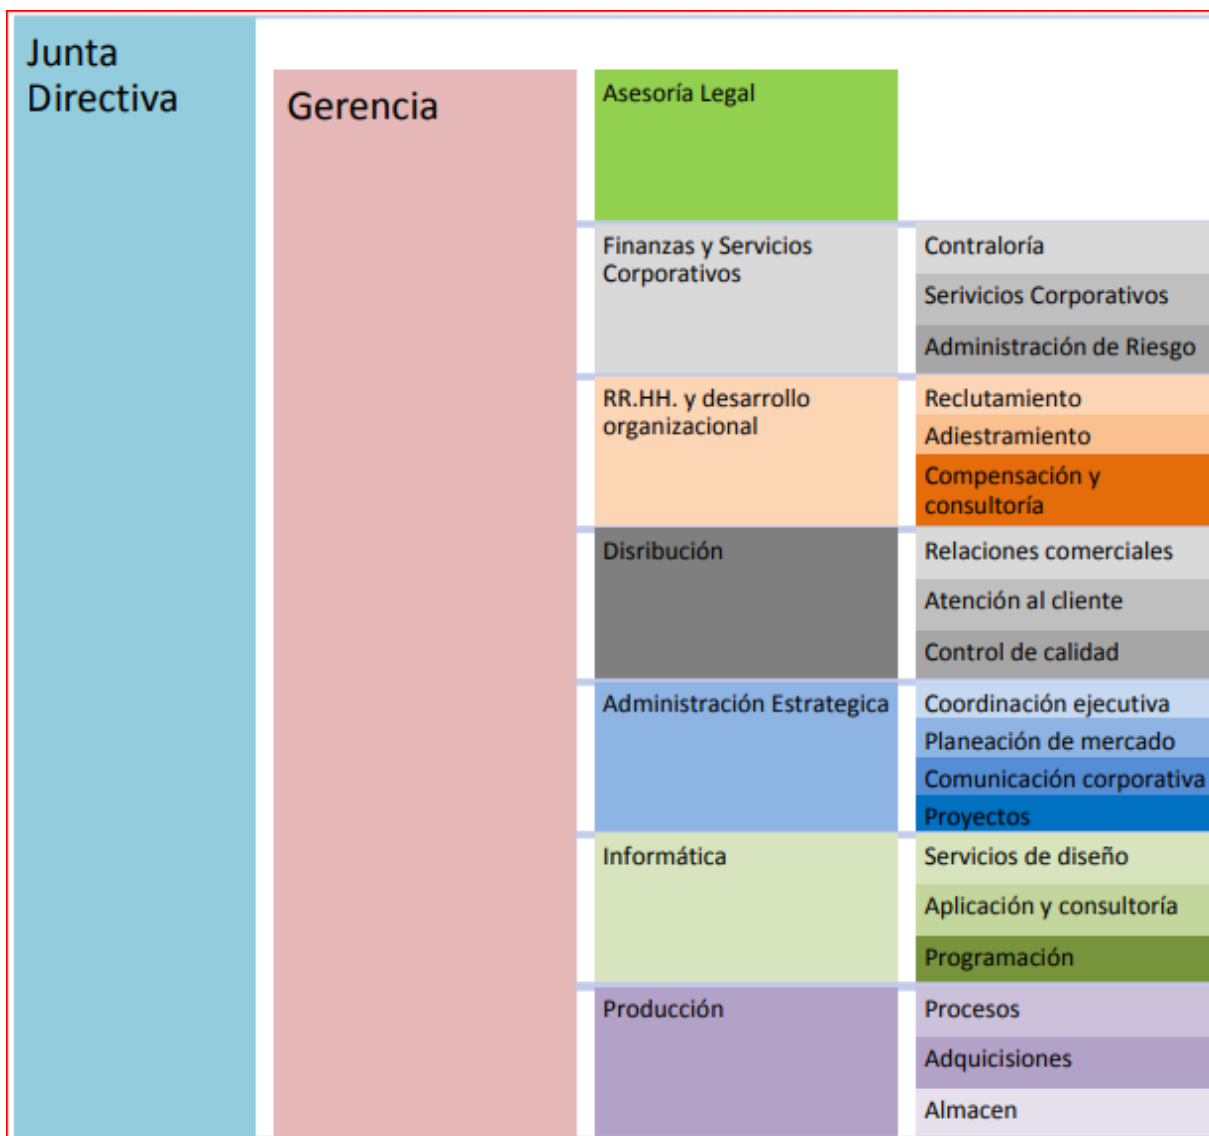 Junta
Directiva
Gerencia
Asesoría Legal
Finanzas y Servicios
Corporativos
Contraloría
Serivicios Corporativos
Administración de Riesgo
RR.HH. y desarrollo
organizacional
Reclutamiento
Adiestramiento
Compensación y
consultoría
Disribución
Relaciones comerciales
Atención al cliente
Control de calidad
Administración Estrategica
Coordinación ejecutiva
Planeación de mercado
Comunicación corporativa
Proyectos
Informática
Servicios de diseño
Aplicación y consultoría
Programación
Producción
Procesos
Adquicisiones
Almacen